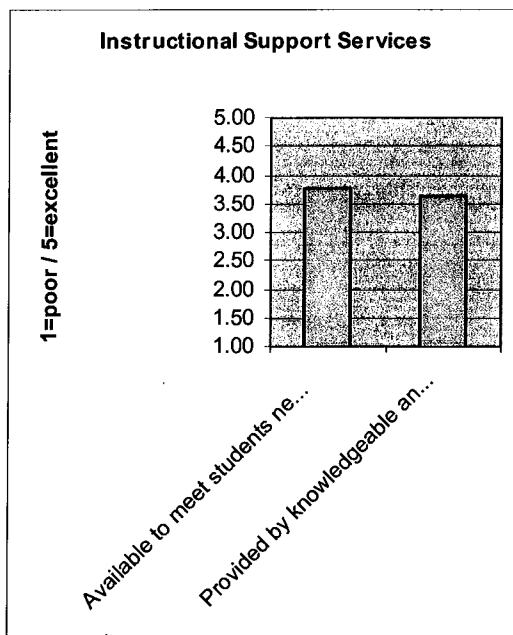 Instructional Support Services
1=poor / 5=excellent
5.00
4.50
4.00
3.50
3.00
2.50
2.00
1.50
1.00
Available to meet students ne...
Provided by knowledgeable an...